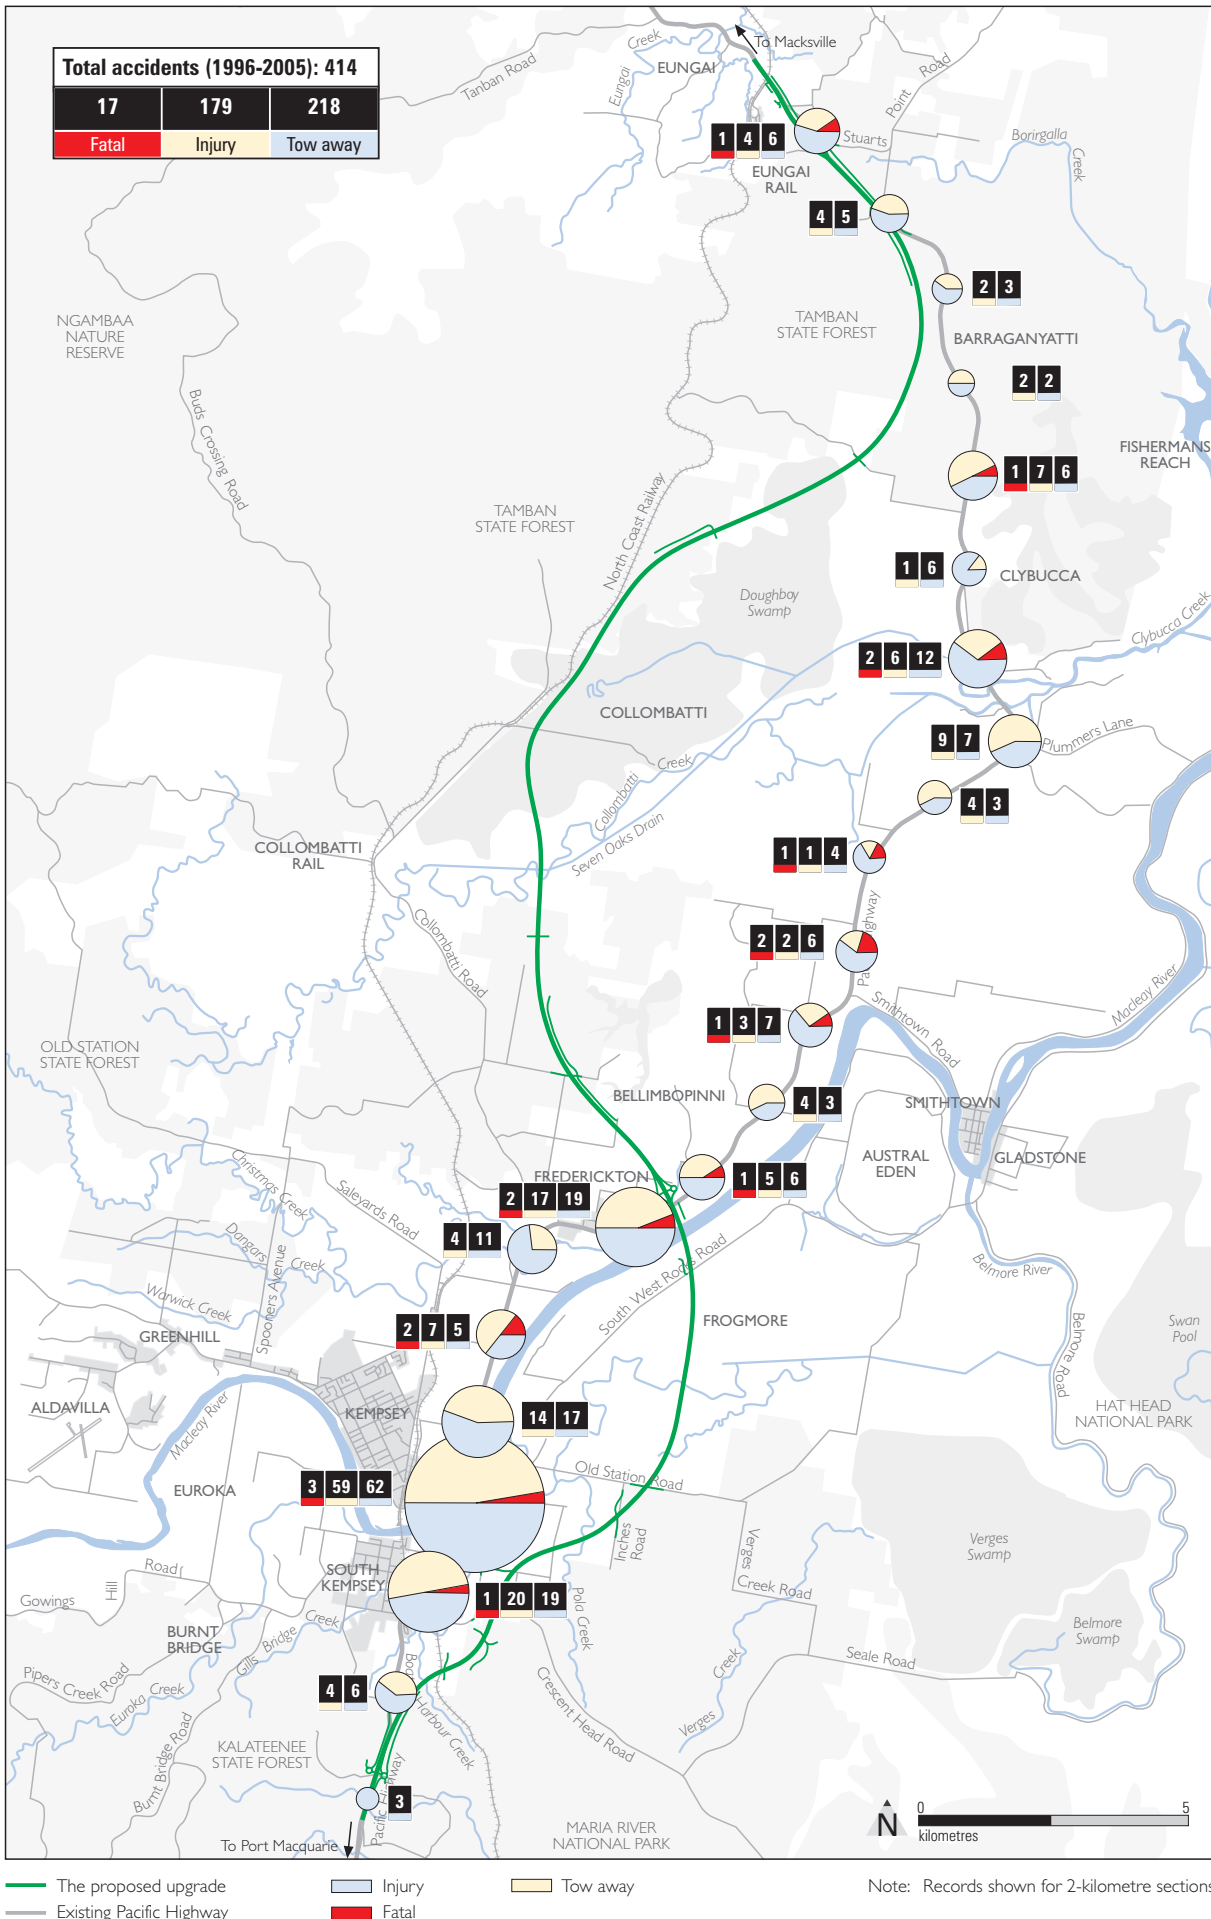 Total accidents (1996-2005): 414
17 179 218
Fatal Injury Tow away
To Macksville
Creek
EUNGAI
Tanban Road
Eungai
Point
Road
Stuarts
Borirgalla
Creek
1 4 6
EUNGAI
RAIL
4 5
2 3
NGAMBAA
NATURE
RESERVE
TAMBAN
STATE FOREST
BARRAGANYATTI
2 2
Buds Crossing Road
FISHERMANS
REACH
1 7 6
North Coast Railway
TAMBAN
STATE FOREST
1 6
CLYBUCCA
Doughboy
Swamp
Clybucca Creek
2 6 12
COLLOMBATTI
9 7
Plummers Lane
Collombatti
Creek
4 3
Seven Oaks Drain
COLLOMBATTI
RAIL
1 1 4
Collombatti Road
2 2 6
Pa
ghway
Macleay River
Smithtown Road
1 3 7
OLD STATION
STATE FOREST
BELLIMBOPINNI
4 3
SMITHTOWN
GLADSTONE
AUSTRAL
EDEN
Christmas Creek
Saleyards Road
FREDERICKTON
1 5 6
2 17 19
4 11
Dangars
Creek
Spooners Avenue
South West Rocks Road
Belmore River
Warwick Creek
GREENHILL
2 7 5
FROGMORE
Swan
Pool
Belmore Road
ALDAVILLA
KEMPSEY
14 17
HAT HEAD
NATIONAL PARK
Macleay River
Old Station Road
3 59 62
EUROKA
Inches
Road
Verges
Creek Road
Verges
Swamp
SOUTH
KEMPSEY
Hill
Road
Gowings
1 20 19
Pola Creek
Belmore
Swamp
BURNT
BRIDGE
Gills Bridge
Creek
Seale Road
Pipers Creek Road
Euroka Creek
4 6
Boo
Harbour Creek
Crescent Head Road
Verges
Creek
Burnt Bridge Road
KALATEENEE
STATE FOREST
Pacific Highway
3
MARIA RIVER
NATIONAL PARK
To Port Macquarie
N
0 5
kilometres
The proposed upgrade
Injury
Tow away
Note: Records shown for 2-kilometre sections
Existing Pacific Highway
Fatal